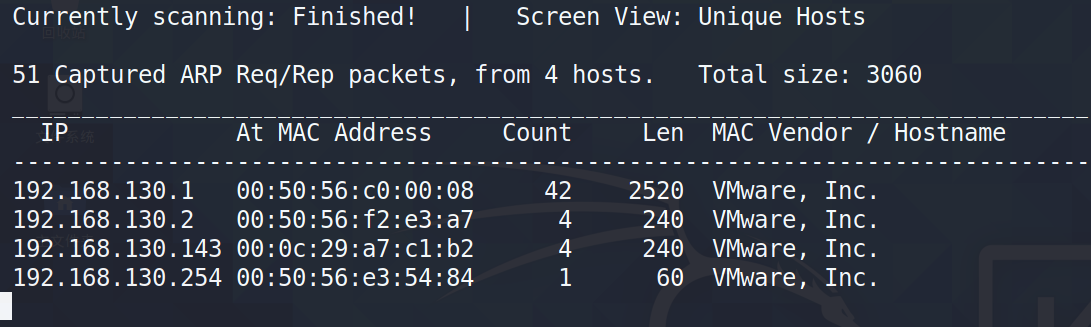 Currently scanning: Finished!   |   Screen View: Unique Hosts
51 Captured ARP Req/Rep packets, from 4 hosts.   Total size: 3060
_____________________________________________________________________________
  IP            At MAC Address     Count     Len  MAC Vendor / Hostname
-----------------------------------------------------------------------------
192.168.130.1   00:50:56:c0:00:08     42    2520  VMware, Inc.
192.168.130.2   00:50:56:f2:e3:a7      4     240  VMware, Inc.
192.168.130.143 00:0c:29:a7:c1:b2      4     240  VMware, Inc.
192.168.130.254 00:50:56:e3:54:84      1      60  VMware, Inc.